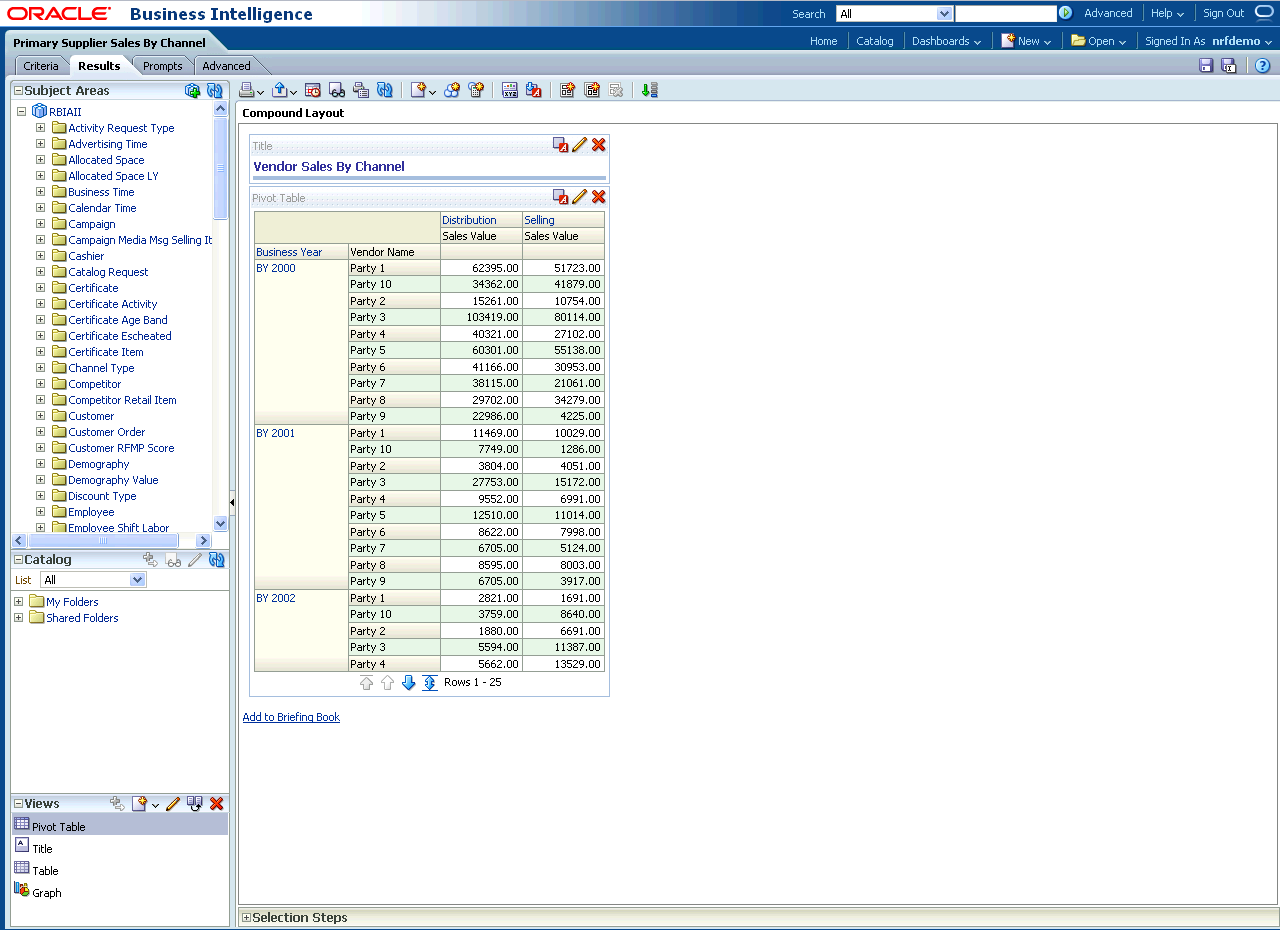 ORACLE Business Intelligence
Search All Advanced Help Sign Out
Primary Supplier Sales By Channel
Home Catalog Dashboards New Open Signed In As nrfdemo
Criteria Results Prompts Advanced
Subject Areas
RBIAII
Activity Request Type
Advertising Time
Allocated Space
Allocated Space LY
Business Time
Calendar Time
Campaign
Campaign Media Msg Selling It
Cashier
Catalog Request
Certificate
Certificate Activity
Certificate Age Band
Certificate Escheated
Certificate Item
Channel Type
Competitor
Competitor Retail Item
Customer
Customer Order
Customer RFMP Score
Demography
Demography Value
Discount Type
Employee
Employee Shift Labor
Catalog
List All
My Folders
Shared Folders
Views
Pivot Table
Title
Table
Graph
Compound Layout
Title
Vendor Sales By Channel
Pivot Table
Distribution Selling
Sales Value Sales Value
Business Year Vendor Name
BY 2000 Party 1 62395.00 51723.00
Party 10 34362.00 41879.00
Party 2 15261.00 10754.00
Party 3 103419.00 80114.00
Party 4 40321.00 27102.00
Party 5 60301.00 55138.00
Party 6 41166.00 30953.00
Party 7 38115.00 21061.00
Party 8 29702.00 34279.00
Party 9 22986.00 4225.00
BY 2001 Party 1 11469.00 10029.00
Party 10 7749.00 1286.00
Party 2 3804.00 4051.00
Party 3 27753.00 15172.00
Party 4 9552.00 6991.00
Party 5 12510.00 11014.00
Party 6 8622.00 7998.00
Party 7 6705.00 5124.00
Party 8 8595.00 8003.00
Party 9 6705.00 3917.00
BY 2002 Party 1 2821.00 1691.00
Party 10 3759.00 8640.00
Party 2 1880.00 6691.00
Party 3 5594.00 11387.00
Party 4 5662.00 13529.00
Rows 1 - 25
Add to Briefing Book
Selection Steps